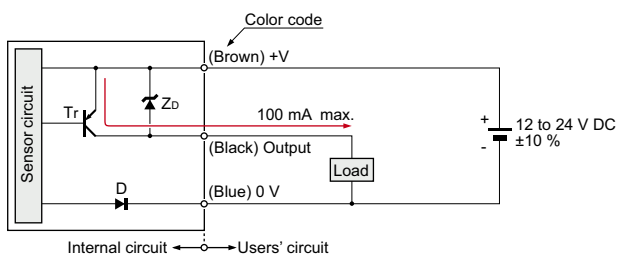 Color code
(Brown) +V
Sensor circuit
Tr
ZD
100 mA max.
(Black) Output
+
-
12 to 24 V DC
±10 %
Load
D
(Blue) 0 V
Internal circuit
Users' circuit